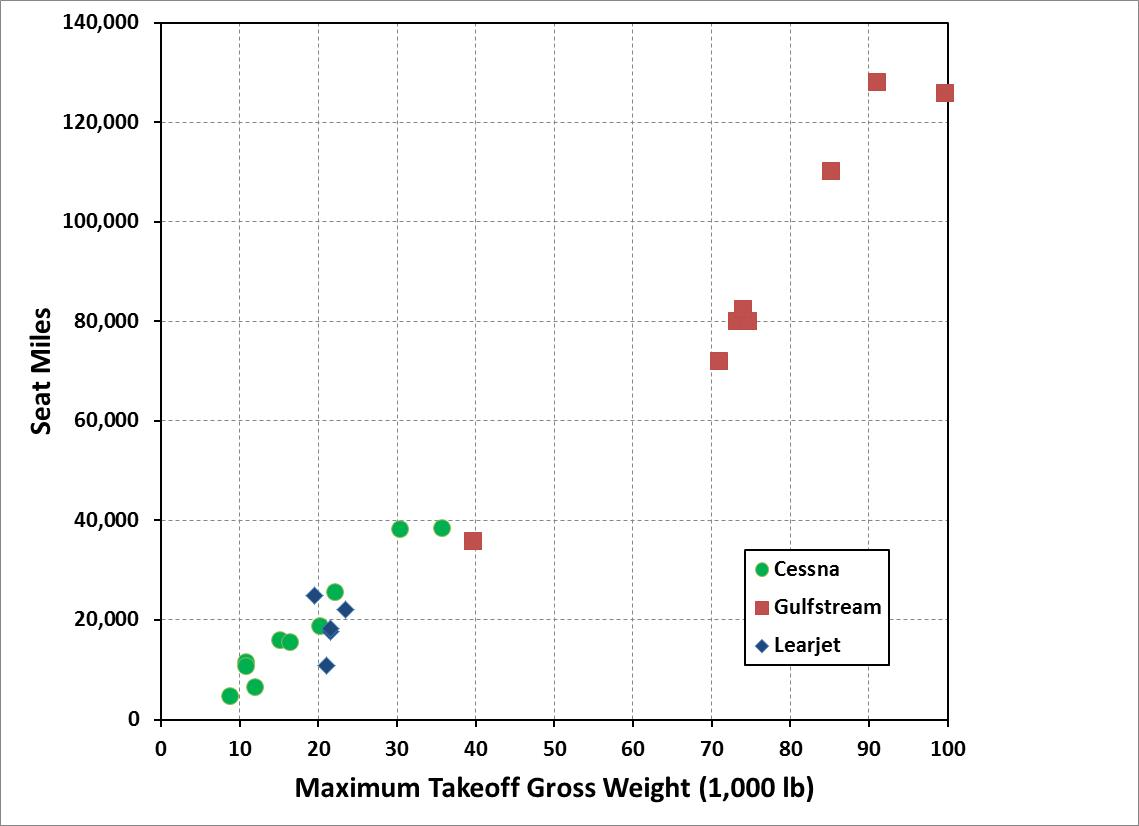 140,000
120,000
100,000
80,000
60,000
40,000
20,000
0
Seat Miles
0 10 20 30 40 50 60 70 80 90 100
Maximum Takeoff Gross Weight (1,000 lb)
Cessna
Gulfstream
Learjet